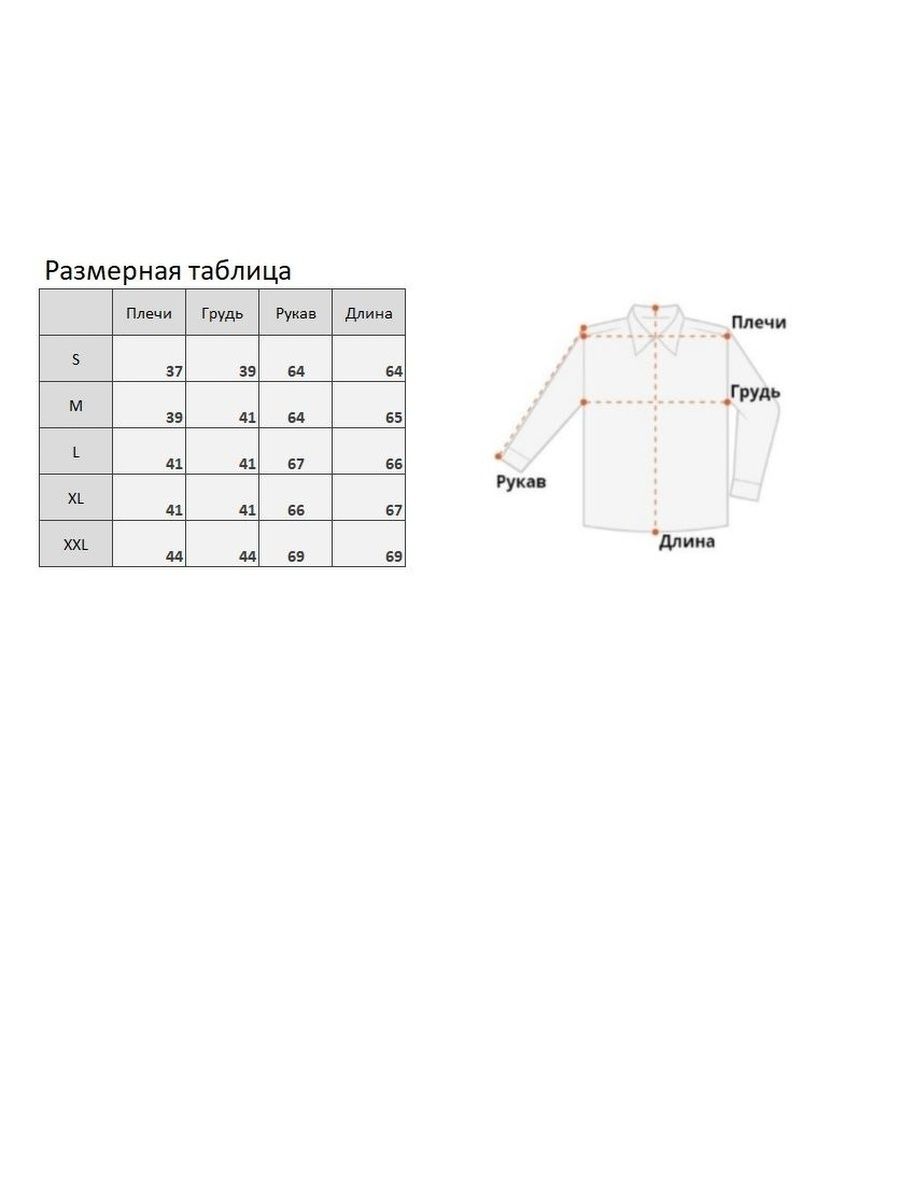 Размерная таблица
Плечи Грудь Рукав Длина
S 37 39 64 64
M 39 41 64 65
L 41 41 67 66
XL 41 41 66 67
XXL 44 44 69 69
Плечи
Грудь
Рукав
Длина